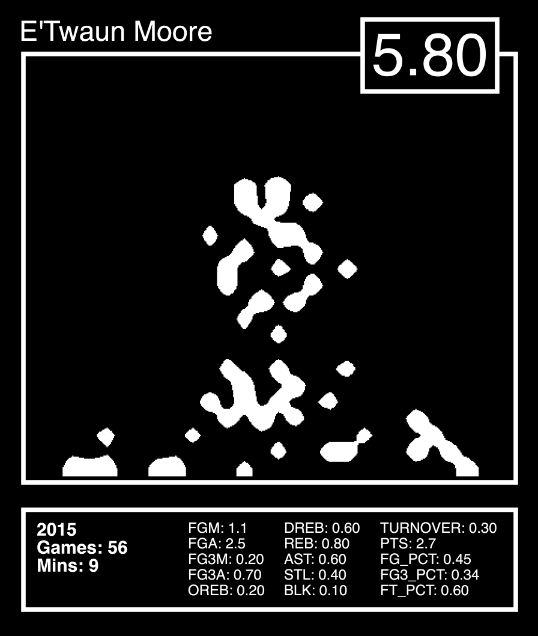 E'Twaun Moore
5.80
2015
Games: 56
Mins: 9
FGM: 1.1
FGA: 2.5
FG3M: 0.20
FG3A: 0.70
OREB: 0.20
DREB: 0.60
REB: 0.80
AST: 0.60
STL: 0.40
BLK: 0.10
TURNOVER: 0.30
PTS: 2.7
FG_PCT: 0.45
FG3_PCT: 0.34
FT_PCT: 0.60